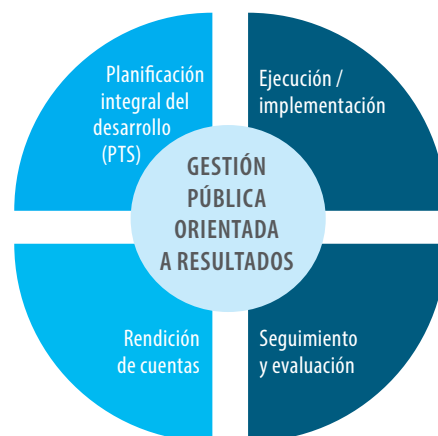 Planificación
integral del
desarrollo
(PTS)
Ejecución /
implementación
GESTIÓN
PÚBLICA
ORIENTADA
A RESULTADOS
Rendición
de cuentas
Seguimiento
y evaluación